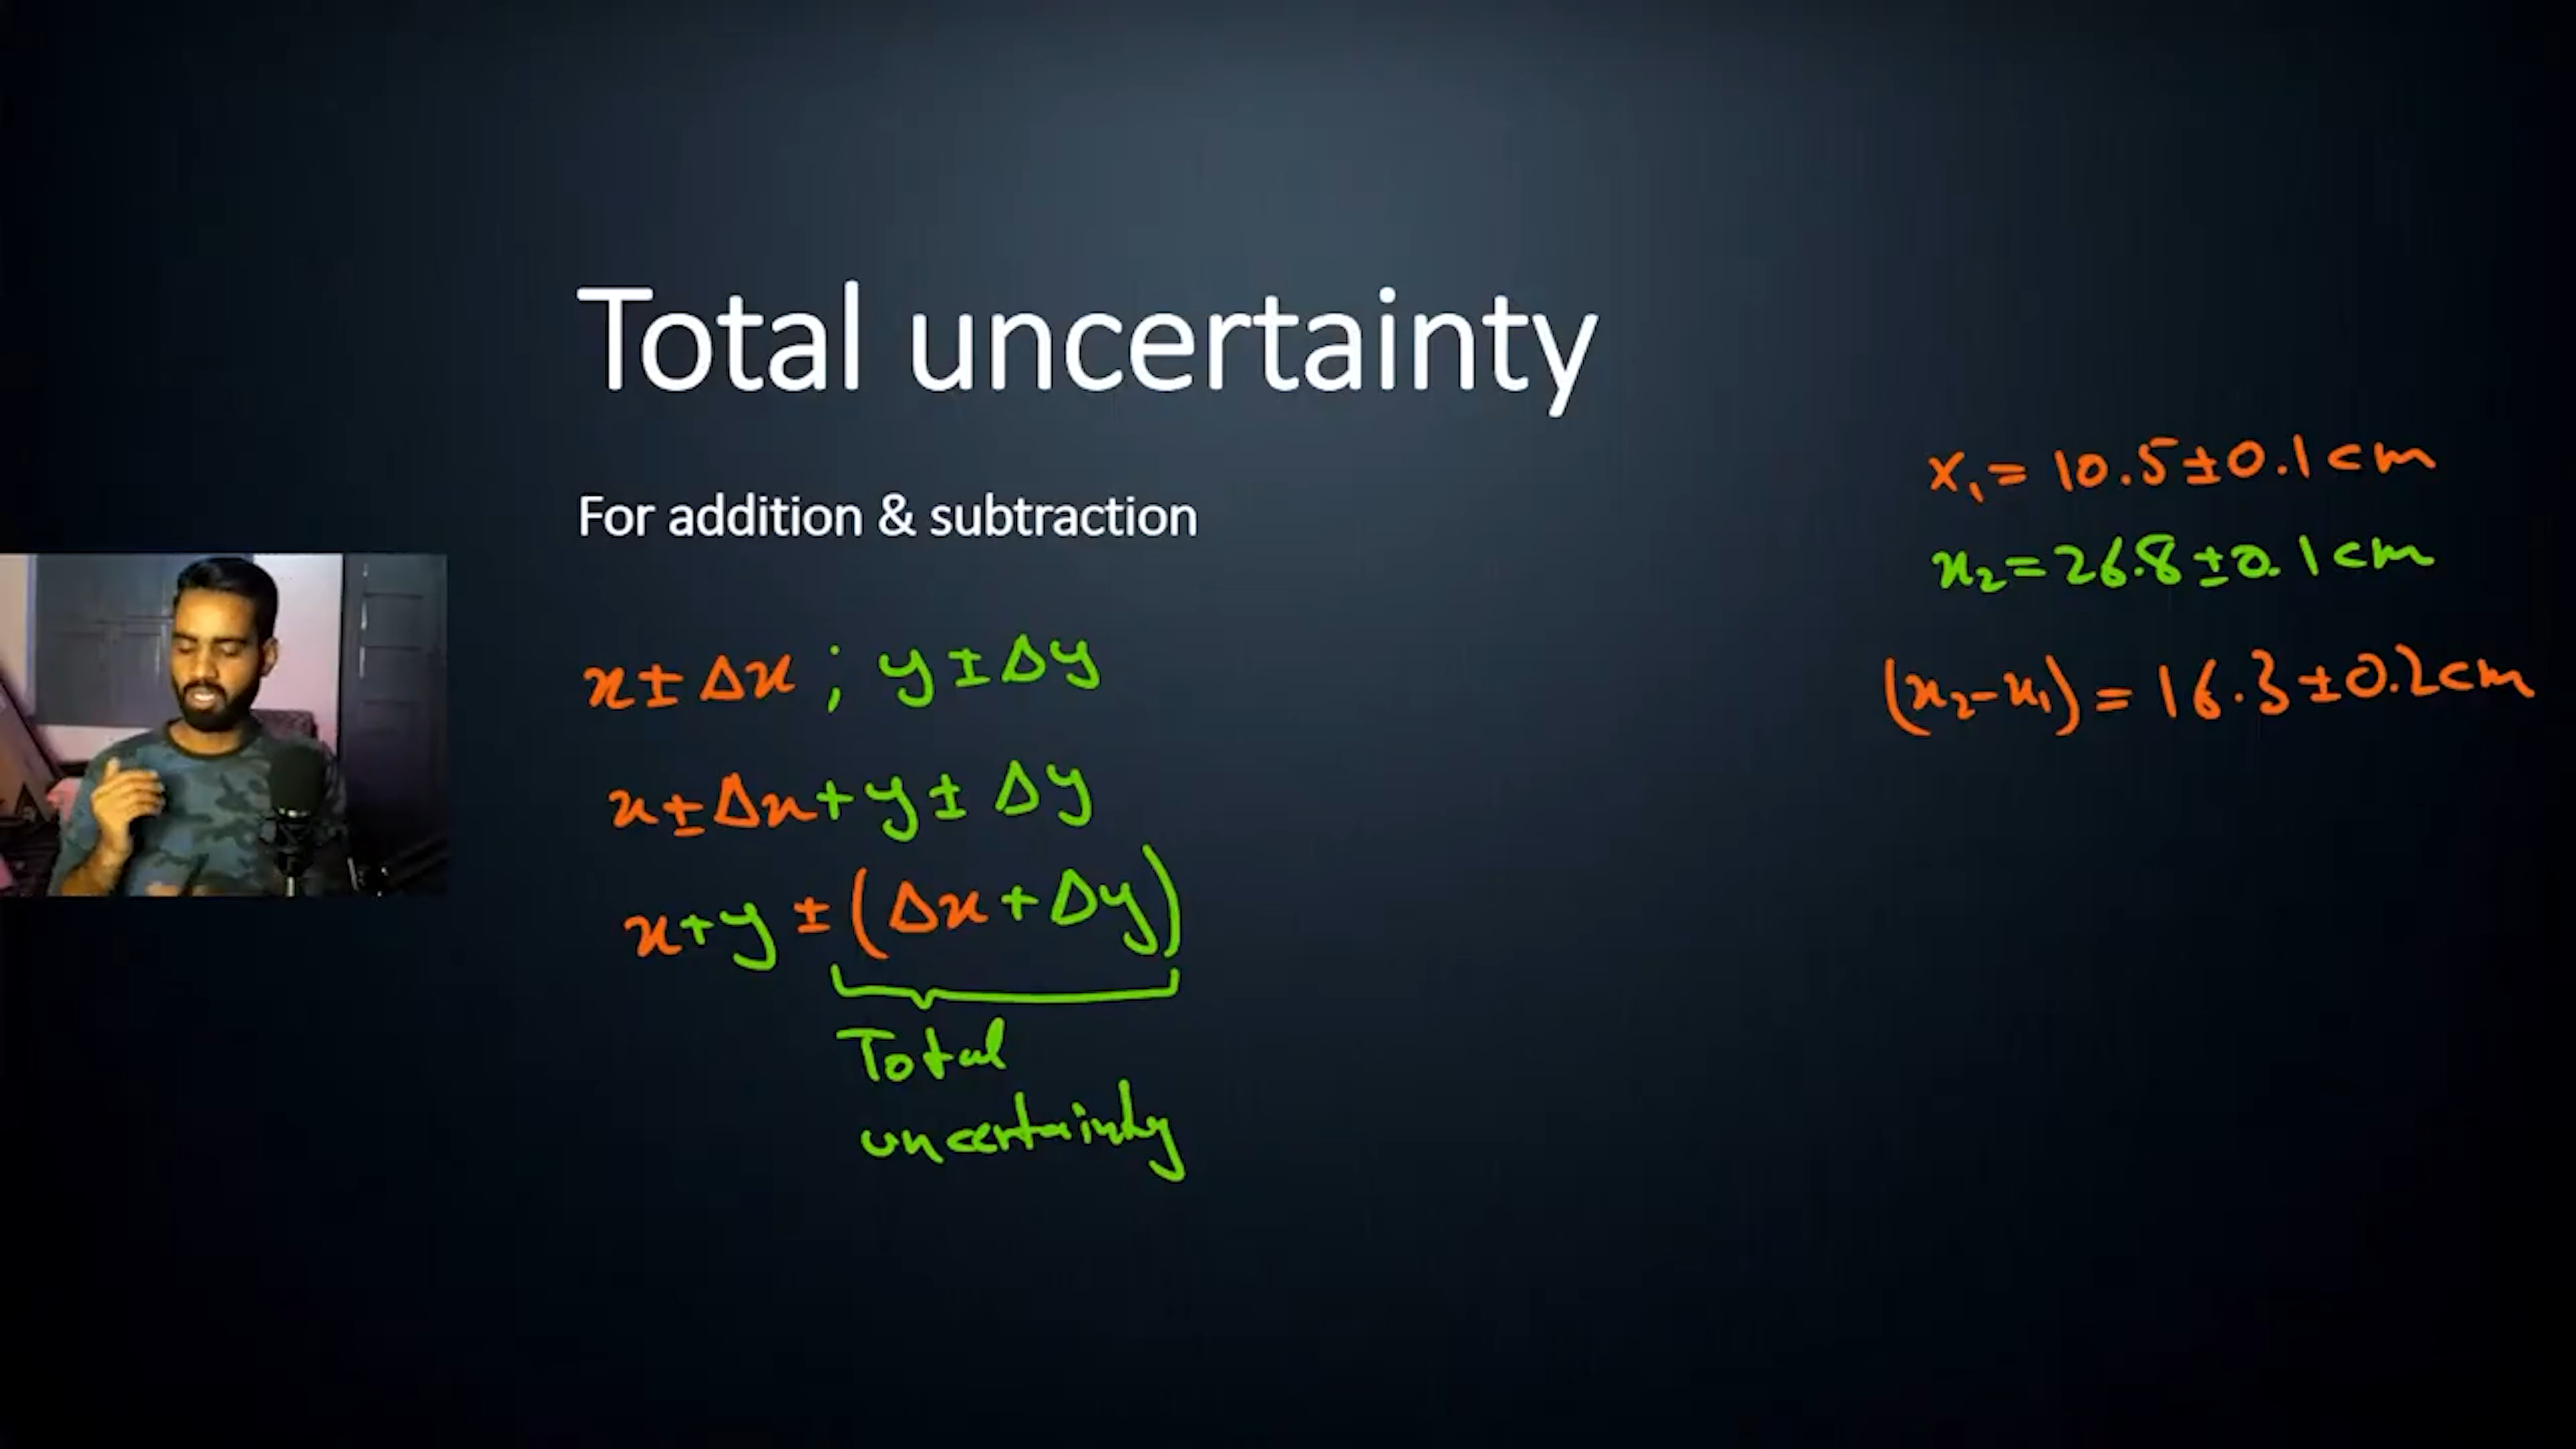 Total uncertainty
For addition & subtraction
x ± Δx ; y ± Δy
x ± Δx + y ± Δy
x + y ± (Δx + Δy)
Total
uncertainty
x₁ = 10.5 ± 0.1 cm
x₂ = 26.8 ± 0.1 cm
(x₂ - x₁) = 16.3 ± 0.2 cm